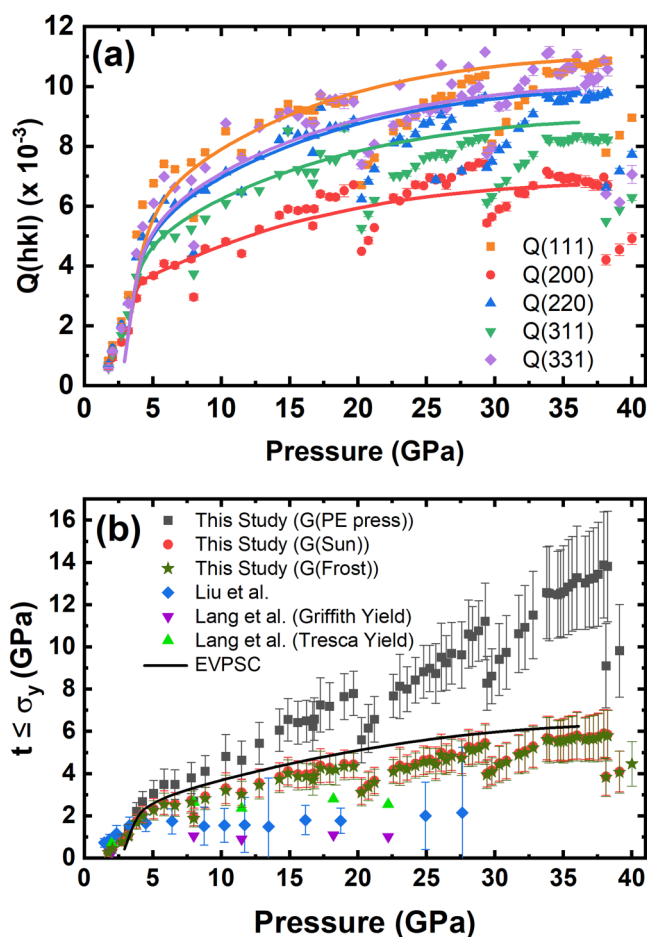 (a)
12
10
8
6
4
2
0
Q(hkl) (x 10⁻³)
Q(111)
Q(200)
Q(220)
Q(311)
Q(331)
0 5 10 15 20 25 30 35 40
Pressure (GPa)
(b)
16
14
12
10
8
6
4
2
0
t ≤ σy (GPa)
This Study (G(PE press))
This Study (G(Sun))
This Study (G(Frost))
Liu et al.
Lang et al. (Griffith Yield)
Lang et al. (Tresca Yield)
EVPSC
0 5 10 15 20 25 30 35 40
Pressure (GPa)